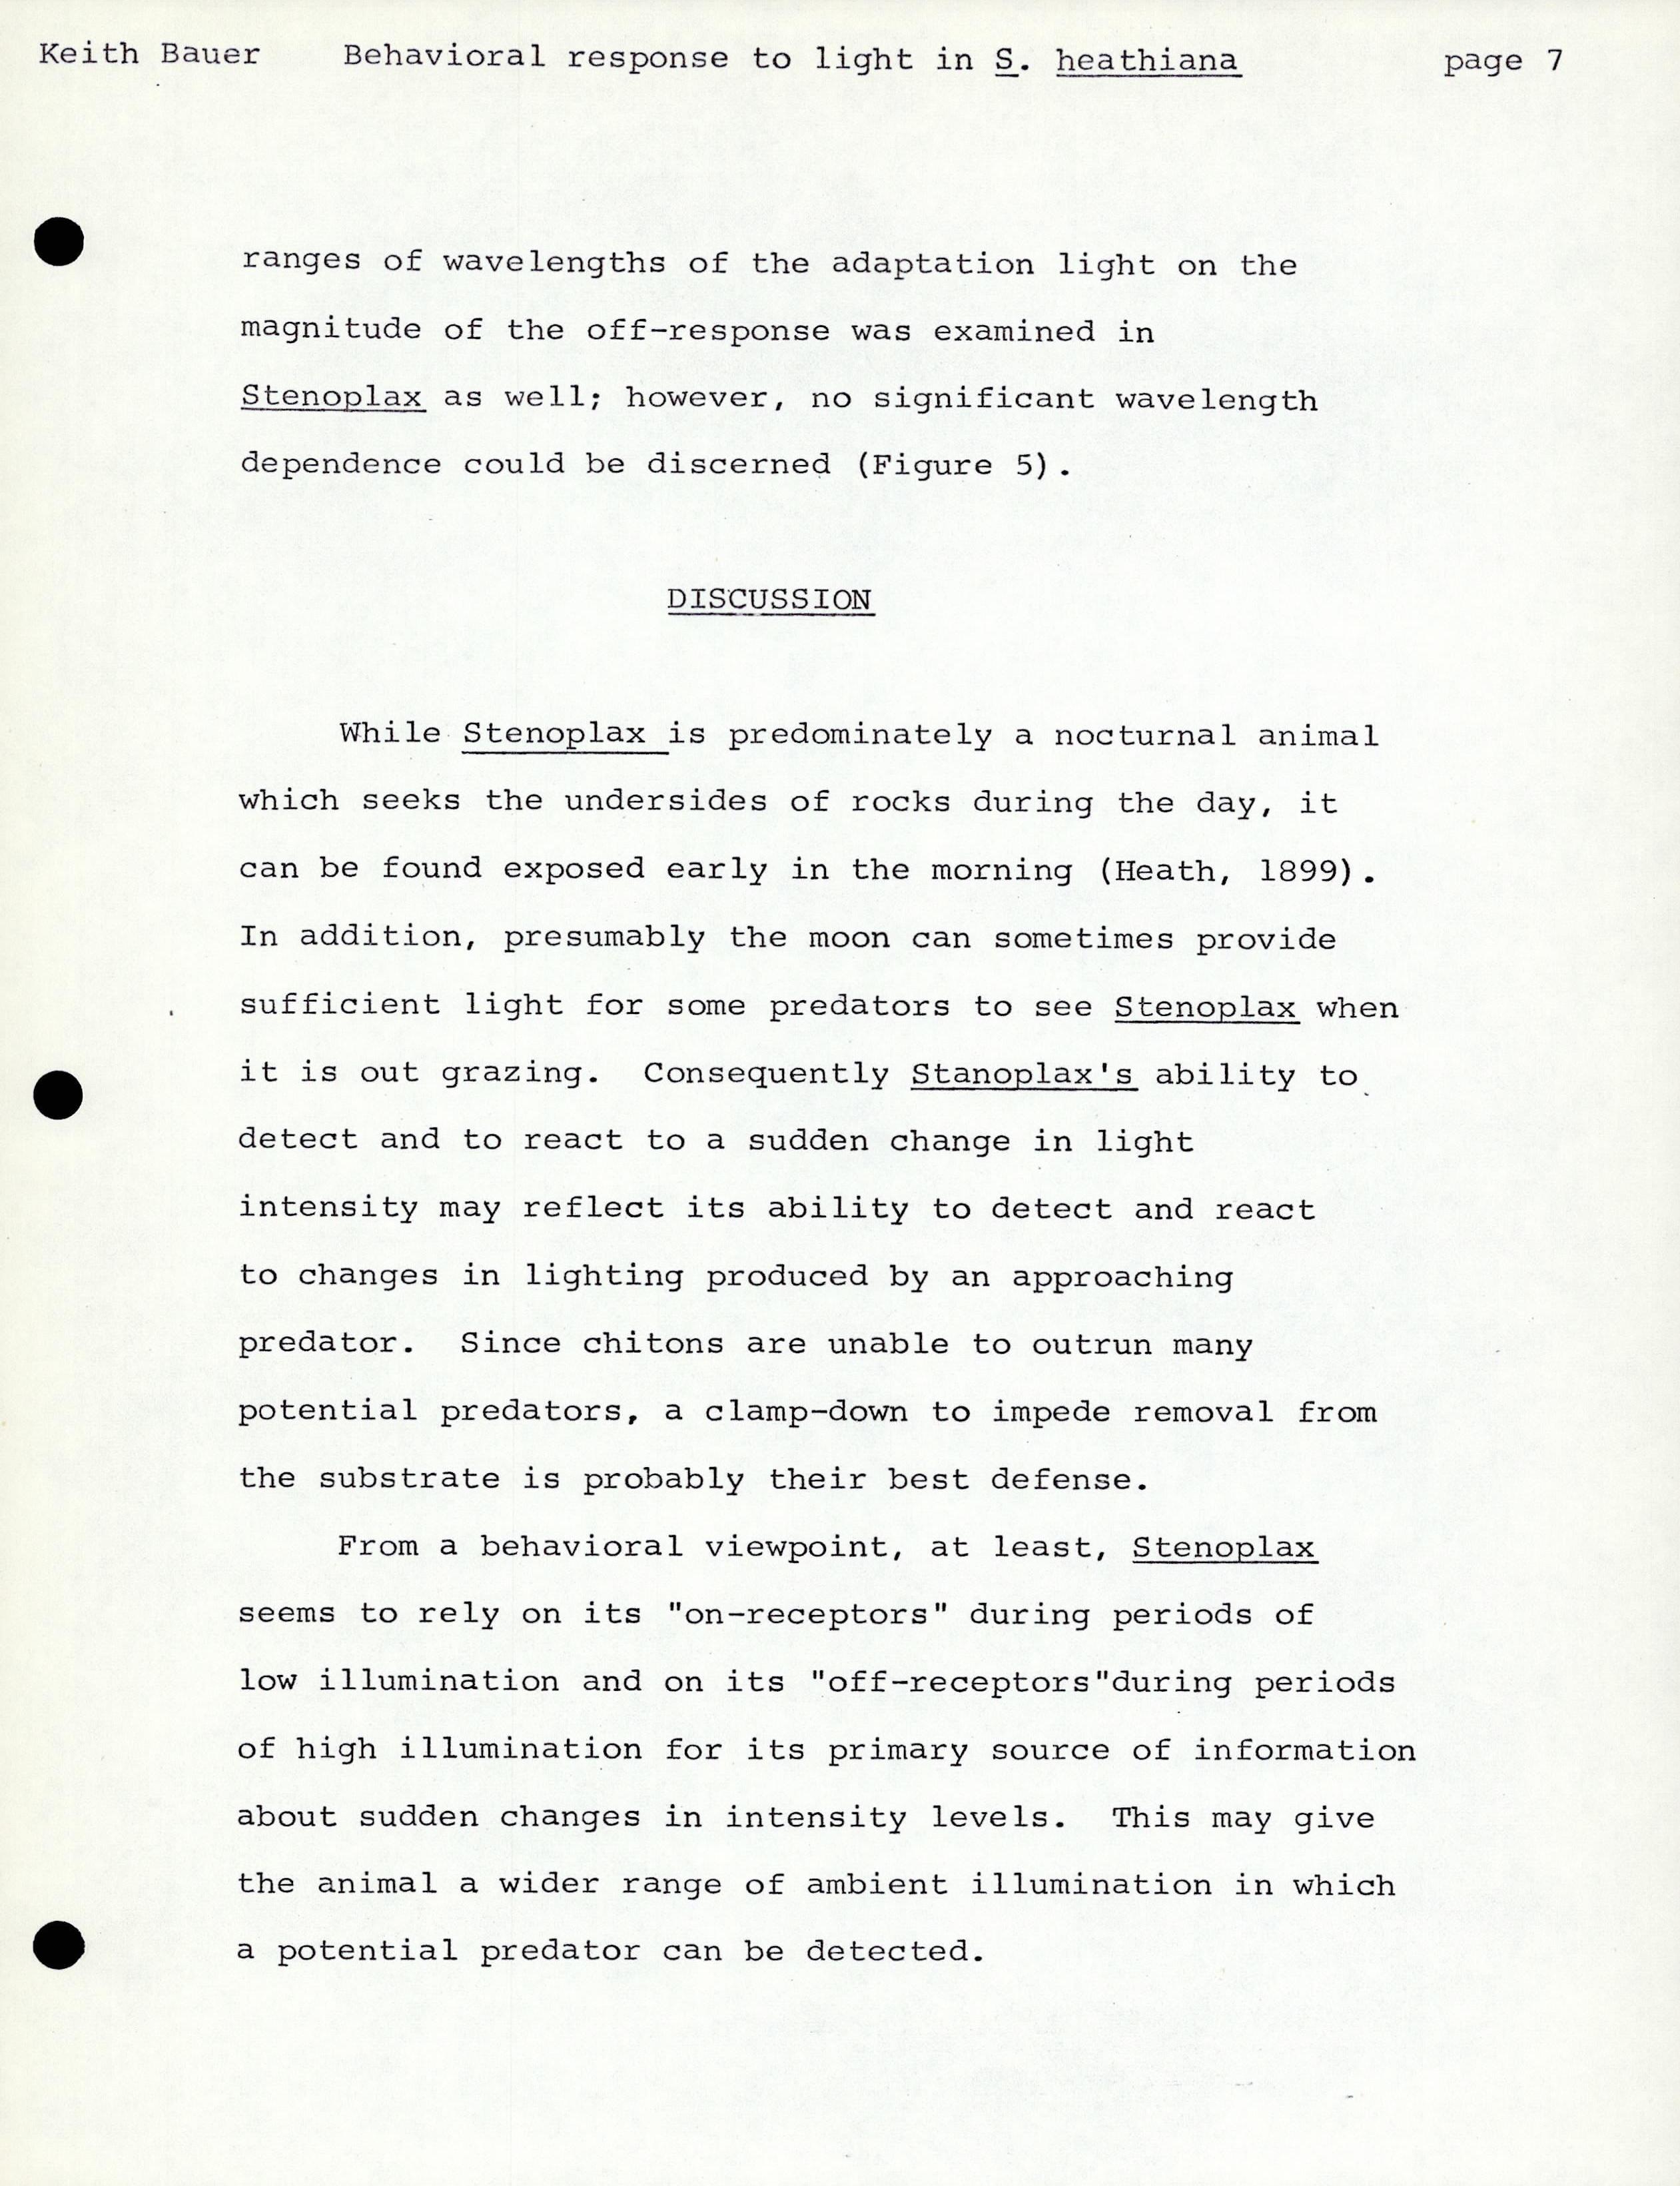 Keith Bauer Behavioral response to light in S. heathiana page 7
ranges of wavelengths of the adaptation light on the
magnitude of the off-response was examined in
Stenoplax as well; however, no significant wavelength
dependence could be discerned (Figure 5).
DISCUSSION
While Stenoplax is predominately a nocturnal animal
which seeks the undersides of rocks during the day, it
can be found exposed early in the morning (Heath, 1899).
In addition, presumably the moon can sometimes provide
sufficient light for some predators to see Stenoplax when
it is out grazing. Consequently Stanoplax's ability to
detect and to react to a sudden change in light
intensity may reflect its ability to detect and react
to changes in lighting produced by an approaching
predator. Since chitons are unable to outrun many
potential predators, a clamp-down to impede removal from
the substrate is probably their best defense.
From a behavioral viewpoint, at least, Stenoplax
seems to rely on its "on-receptors" during periods of
low illumination and on its "off-receptors"during periods
of high illumination for its primary source of information
about sudden changes in intensity levels. This may give
the animal a wider range of ambient illumination in which
a potential predator can be detected.